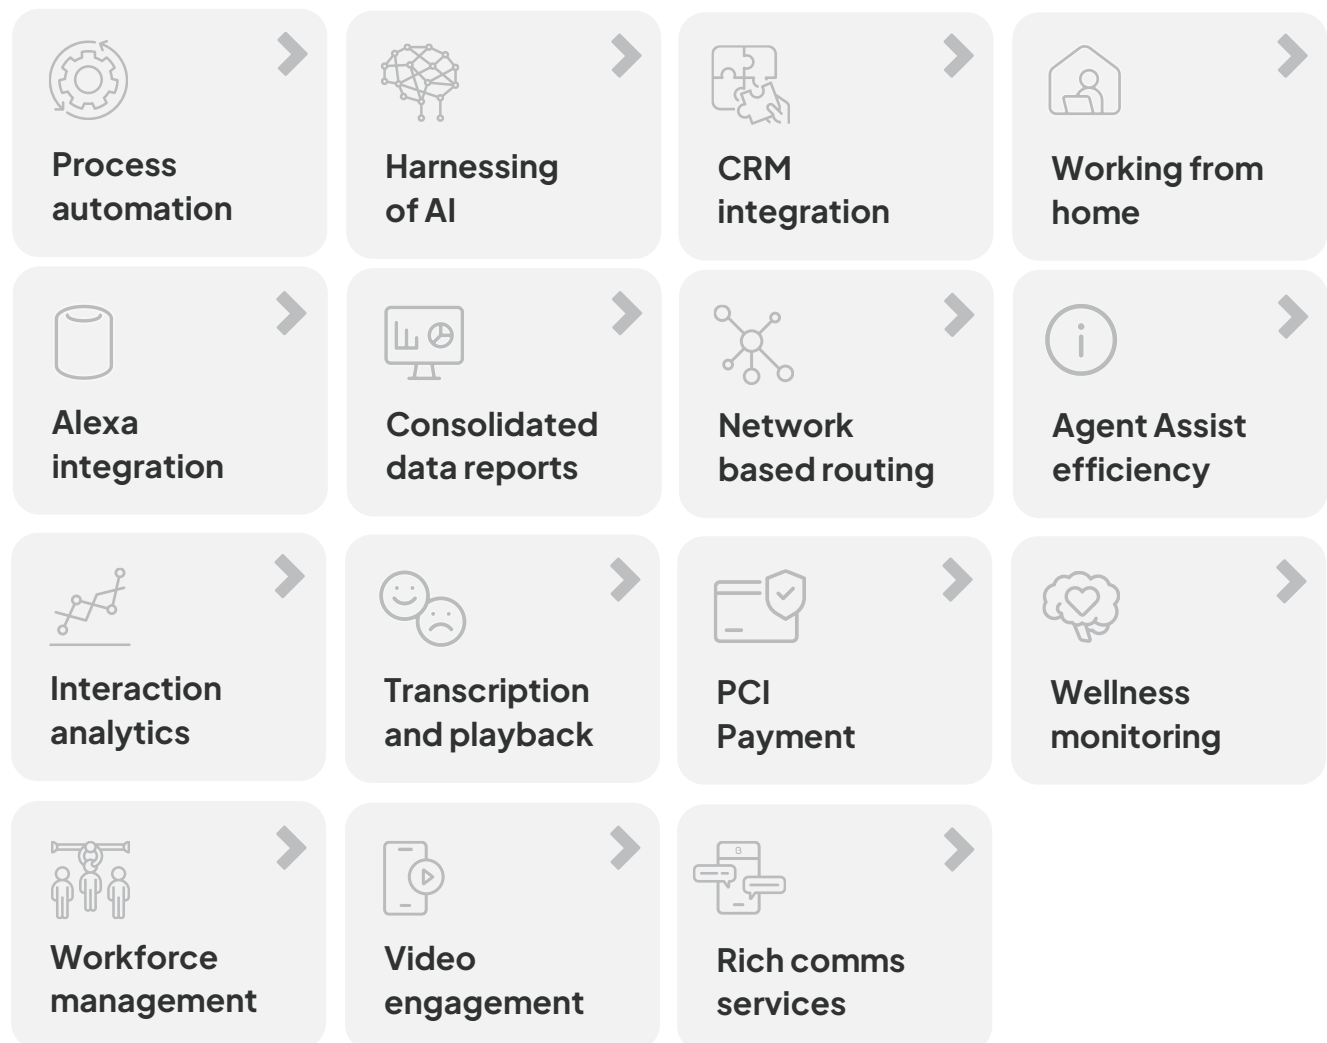 Process
automation
Harnessing
of AI
CRM
integration
Working from
home
Alexa
integration
Consolidated
data reports
Network
based routing
Agent Assist
efficiency
Interaction
analytics
Transcription
and playback
PCI
Payment
Wellness
monitoring
Workforce
management
Video
engagement
Rich comms
services